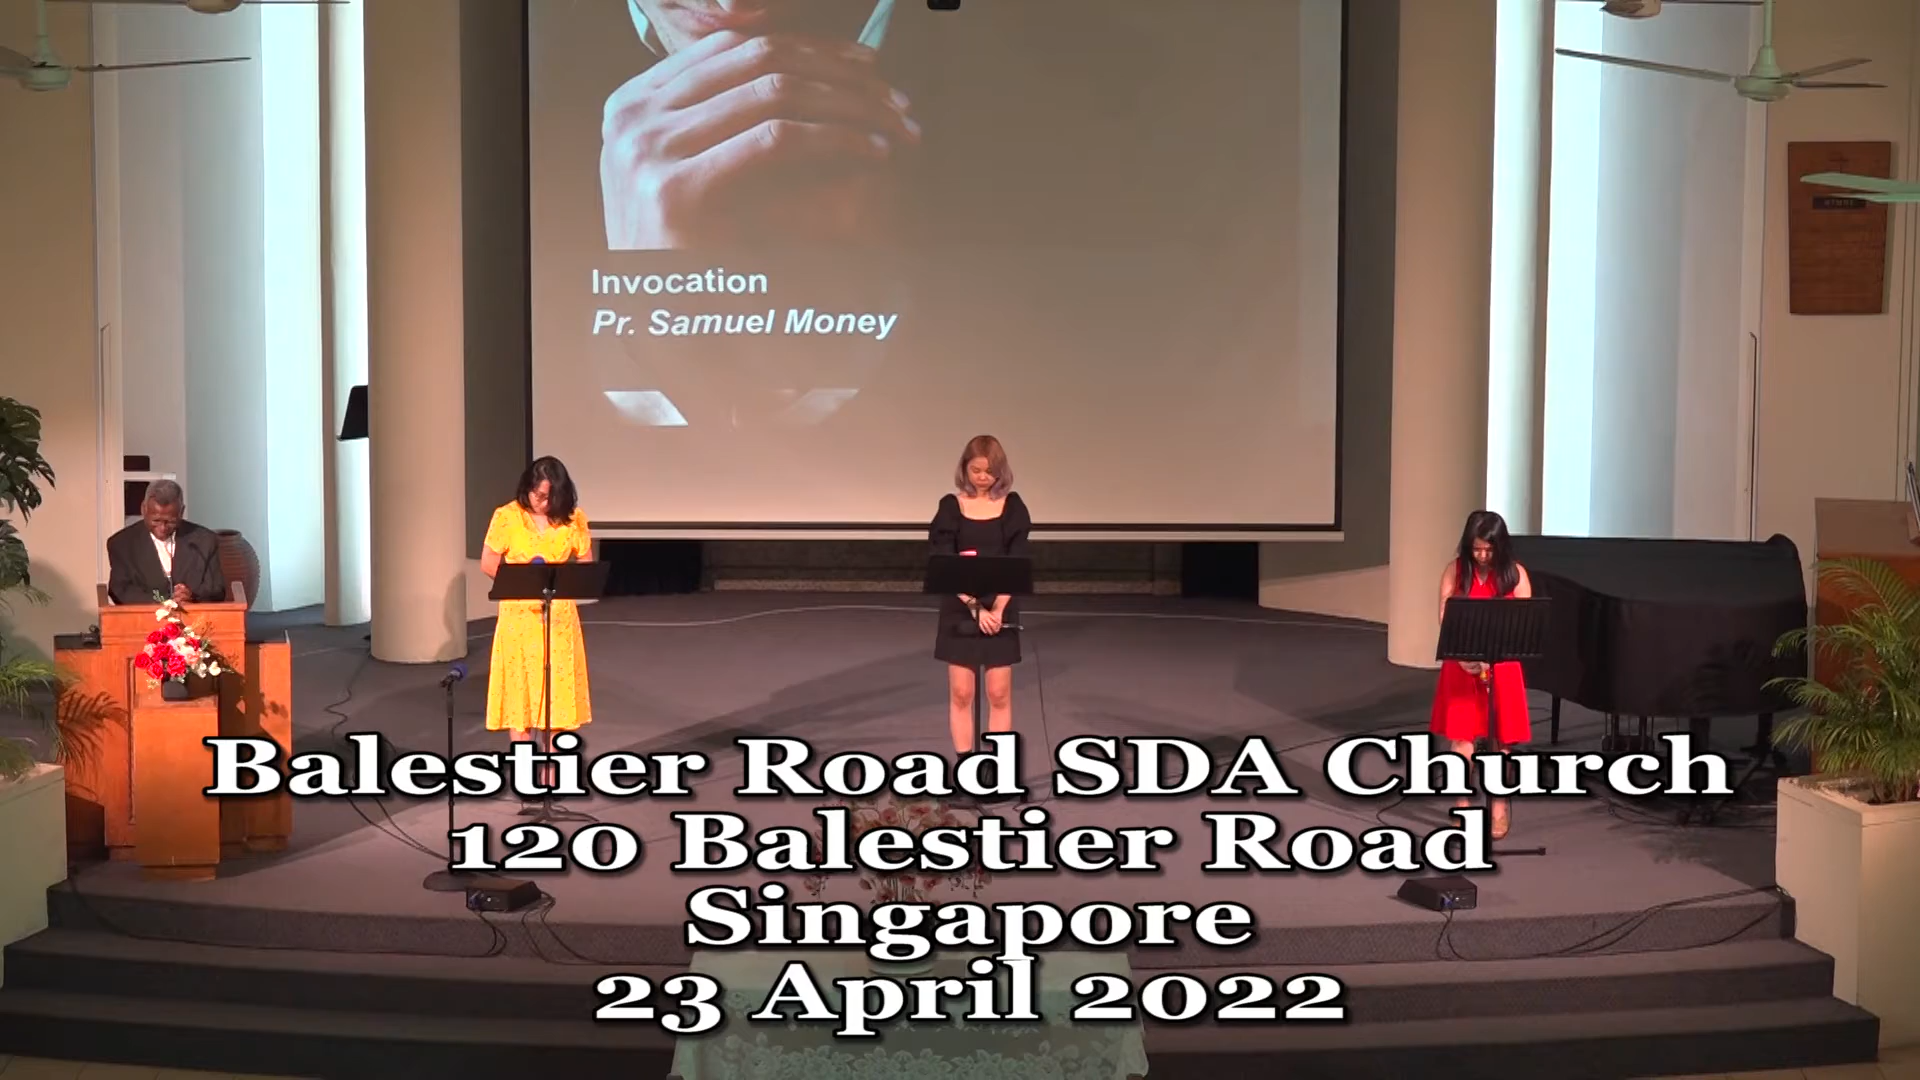 Invocation
Pr. Samuel Money
Balestier Road SDA Church
120 Balestier Road
Singapore
23 April 2022